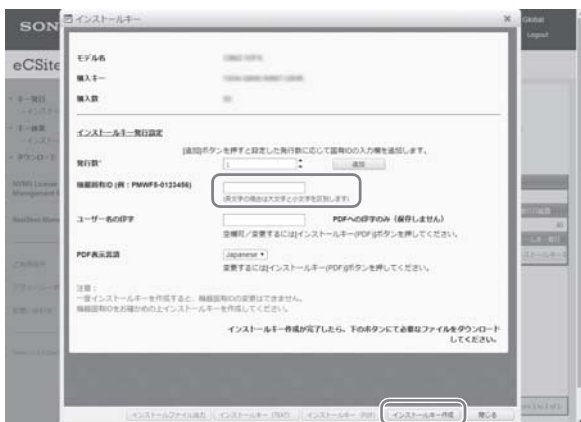 SON
Global
Logout
eCSite
インストールキー
モデル名
購入キー
購入数
インストールキー発行設定
[追加]ボタンを押すと設定した発行数に応じて固有IDの入力欄を追加します。
発行数*
1
追加
機器固有ID (例：PMWF5-0123456)
(英文字の場合は大文字と小文字を区別します)
ユーザー名の印字
PDFへの印字のみ（保存しません）
空欄可／変更するには[インストールキー(PDF)]ボタンを押してください。
PDF表示言語
Japanese
変更するには[インストールキー(PDF)]ボタンを押してください。
注意：
一度インストールキーを作成すると、機器固有IDの変更はできません。
機器固有IDをお確かめの上インストールキーを作成してください。
インストールキー作成が完了したら、下のボタンにて必要なファイルをダウンロード
してください。
インストールファイル出力
インストールキー (TEXT)
インストールキー (PDF)
インストールキー作成
閉じる